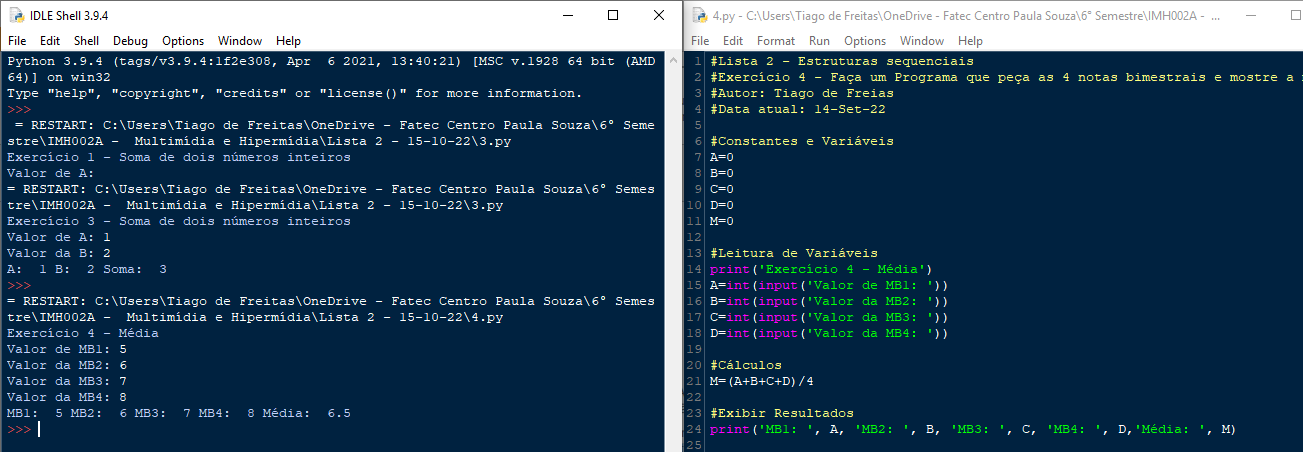 IDLE Shell 3.9.4
File Edit Shell Debug Options Window Help
Python 3.9.4 (tags/v3.9.4:1f2e308, Apr  6 2021, 13:40:21) [MSC v.1928 64 bit (AMD
64)] on win32
Type "help", "copyright", "credits" or "license()" for more information.
>>>
 = RESTART: C:\Users\Tiago de Freitas\OneDrive - Fatec Centro Paula Souza\6° Seme
stre\IMH002A -  Multimídia e Hipermídia\Lista 2 - 15-10-22\3.py
Exercício 1 - Soma de dois números inteiros
Valor de A:
= RESTART: C:\Users\Tiago de Freitas\OneDrive - Fatec Centro Paula Souza\6° Semes
tre\IMH002A -  Multimídia e Hipermídia\Lista 2 - 15-10-22\3.py
Exercício 3 - Soma de dois números inteiros
Valor de A: 1
Valor da B: 2
A:  1 B:  2 Soma:  3
>>>
= RESTART: C:\Users\Tiago de Freitas\OneDrive - Fatec Centro Paula Souza\6° Semes
tre\IMH002A -  Multimídia e Hipermídia\Lista 2 - 15-10-22\4.py
Exercício 4 - Média
Valor de MB1: 5
Valor da MB2: 6
Valor da MB3: 7
Valor da MB4: 8
MB1:  5 MB2:  6 MB3:  7 MB4:  8 Média:  6.5
>>>
4.py - C:\Users\Tiago de Freitas\OneDrive - Fatec Centro Paula Souza\6° Semestre\IMH002A - ...
File Edit Format Run Options Window Help
1 #Lista 2 - Estruturas sequenciais
2 #Exercício 4 - Faça um Programa que peça as 4 notas bimestrais e mostre a
3 #Autor: Tiago de Freias
4 #Data atual: 14-Set-22
5
6 #Constantes e Variáveis
7 A=0
8 B=0
9 C=0
10 D=0
11 M=0
12
13 #Leitura de Variáveis
14 print('Exercício 4 - Média')
15 A=int(input('Valor de MB1: '))
16 B=int(input('Valor da MB2: '))
17 C=int(input('Valor da MB3: '))
18 D=int(input('Valor da MB4: '))
19
20 #Cálculos
21 M=(A+B+C+D)/4
22
23 #Exibir Resultados
24 print('MB1: ', A, 'MB2: ', B, 'MB3: ', C, 'MB4: ', D,'Média: ', M)
25